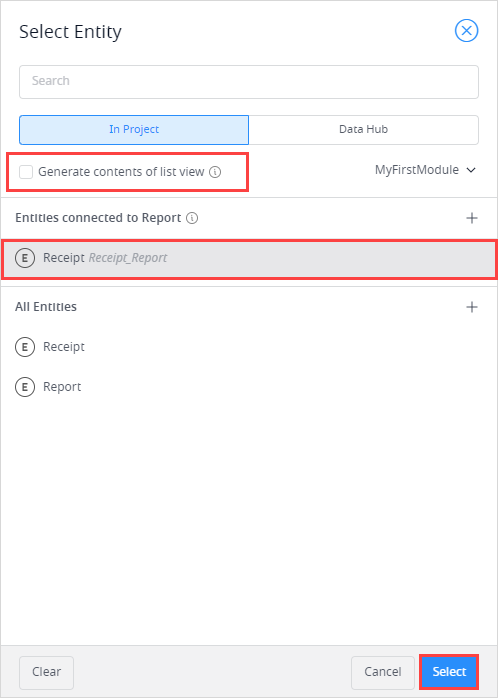 Select Entity
Search
In Project
Data Hub
Generate contents of list view
MyFirstModule
Entities connected to Report
E Receipt Receipt_Report
All Entities
E Receipt
E Report
Clear
Cancel
Select